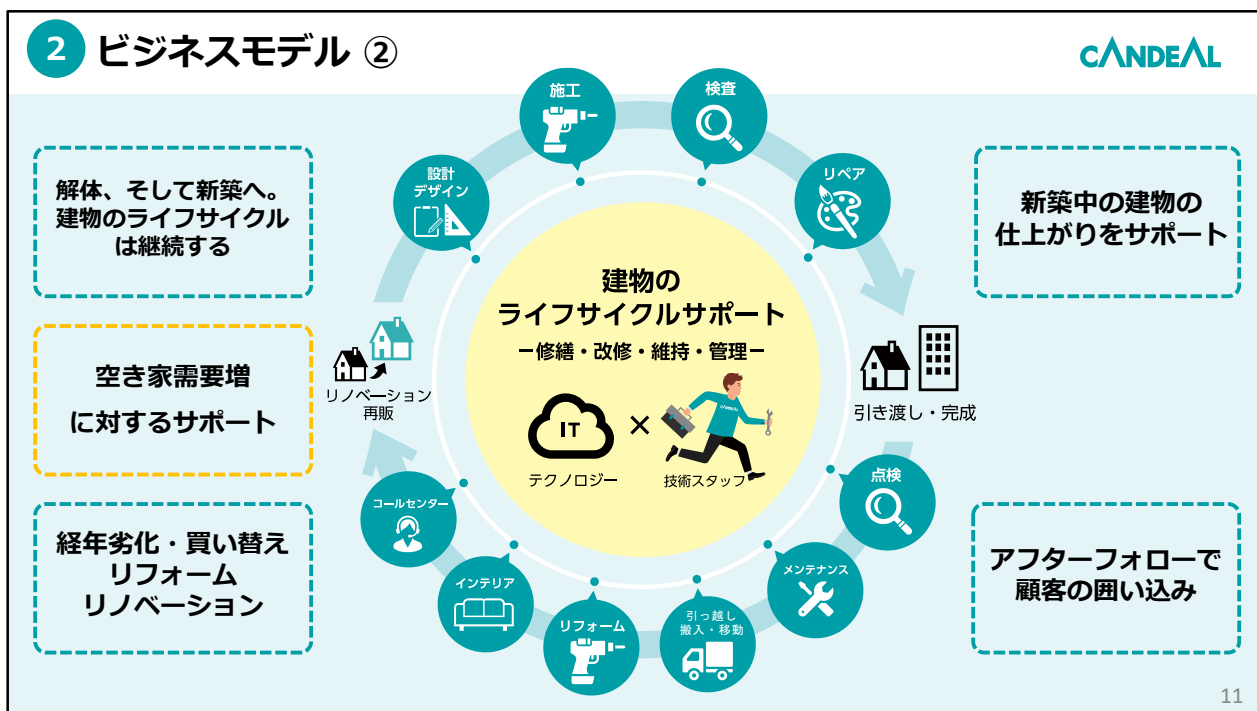 2 ビジネスモデル ②
CANDEAL
解体、そして新築へ。
建物のライフサイクル
は継続する
空き家需要増
に対するサポート
経年劣化・買い替え
リフォーム
リノベーション
設計
デザイン
施工
検査
リペア
引き渡し・完成
点検
メンテナンス
引っ越し
搬入・移動
リフォーム
インテリア
コールセンター
リノベーション
再販
建物の
ライフサイクルサポート
ー修繕・改修・維持・管理ー
IT
×
CANDEAL
テクノロジー
技術スタッフ
新築中の建物の
仕上がりをサポート
アフターフォローで
顧客の囲い込み
11